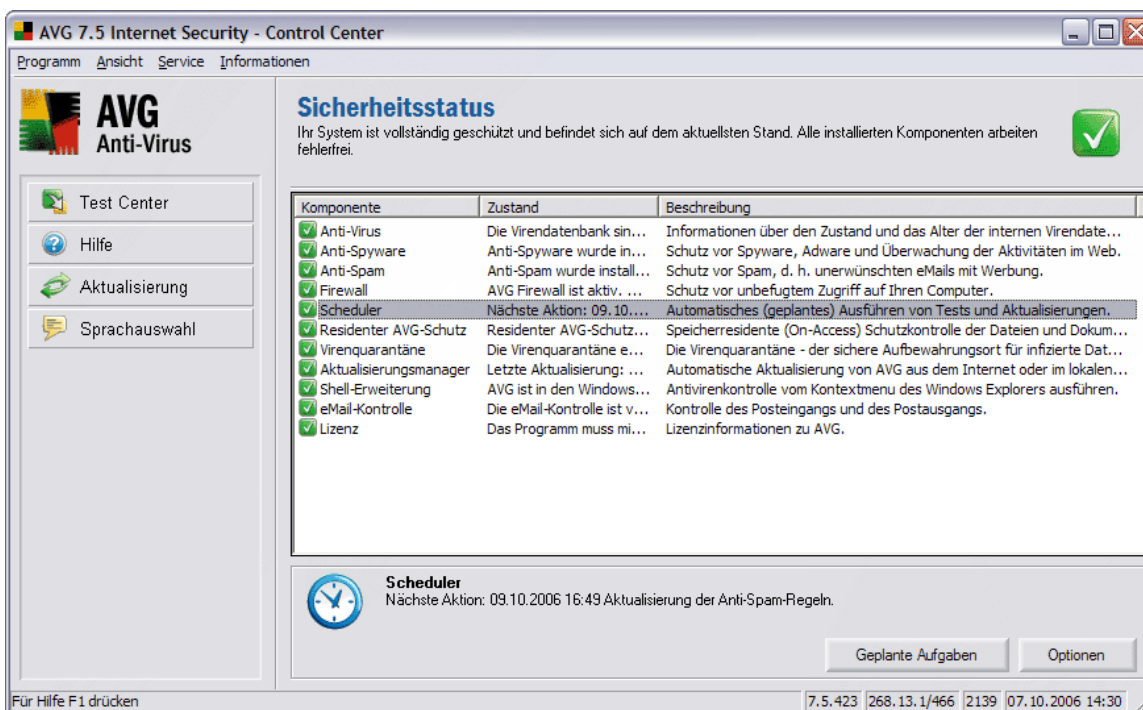 AVG 7.5 Internet Security - Control Center
Programm Ansicht Service Informationen
AVG
Anti-Virus
Test Center
Hilfe
Aktualisierung
Sprachauswahl
Sicherheitsstatus
Ihr System ist vollständig geschützt und befindet sich auf dem aktuellsten Stand. Alle installierten Komponenten arbeiten
fehlerfrei.
Komponente Zustand Beschreibung
Anti-Virus Die Virendatenbank sin... Informationen über den Zustand und das Alter der internen Virendate...
Anti-Spyware Anti-Spyware wurde in... Schutz vor Spyware, Adware und Überwachung der Aktivitäten im Web.
Anti-Spam Anti-Spam wurde install... Schutz vor Spam, d. h. unerwünschten eMails mit Werbung.
Firewall AVG Firewall ist aktiv. ... Schutz vor unbefugtem Zugriff auf Ihren Computer.
Scheduler Nächste Aktion: 09.10.... Automatisches (geplantes) Ausführen von Tests und Aktualisierungen.
Residenter AVG-Schutz Residenter AVG-Schutz... Speicherresidente (On-Access) Schutzkontrolle der Dateien und Dokum...
Virenquarantäne Die Virenquarantäne e... Die Virenquarantäne - der sichere Aufbewahrungsort für infizierte Dat...
Aktualisierungsmanager Letzte Aktualisierung: ... Automatische Aktualisierung von AVG aus dem Internet oder im lokalen...
Shell-Erweiterung AVG ist in den Windows... Antivirenkontrolle vom Kontextmenu des Windows Explorers ausführen.
eMail-Kontrolle Die eMail-Kontrolle ist v... Kontrolle des Posteingangs und des Postausgangs.
Lizenz Das Programm muss mi... Lizenzinformationen zu AVG.
Scheduler
Nächste Aktion: 09.10.2006 16:49 Aktualisierung der Anti-Spam-Regeln.
Geplante Aufgaben Optionen
Für Hilfe F1 drücken 7.5.423 268.13.1/466 2139 07.10.2006 14:30